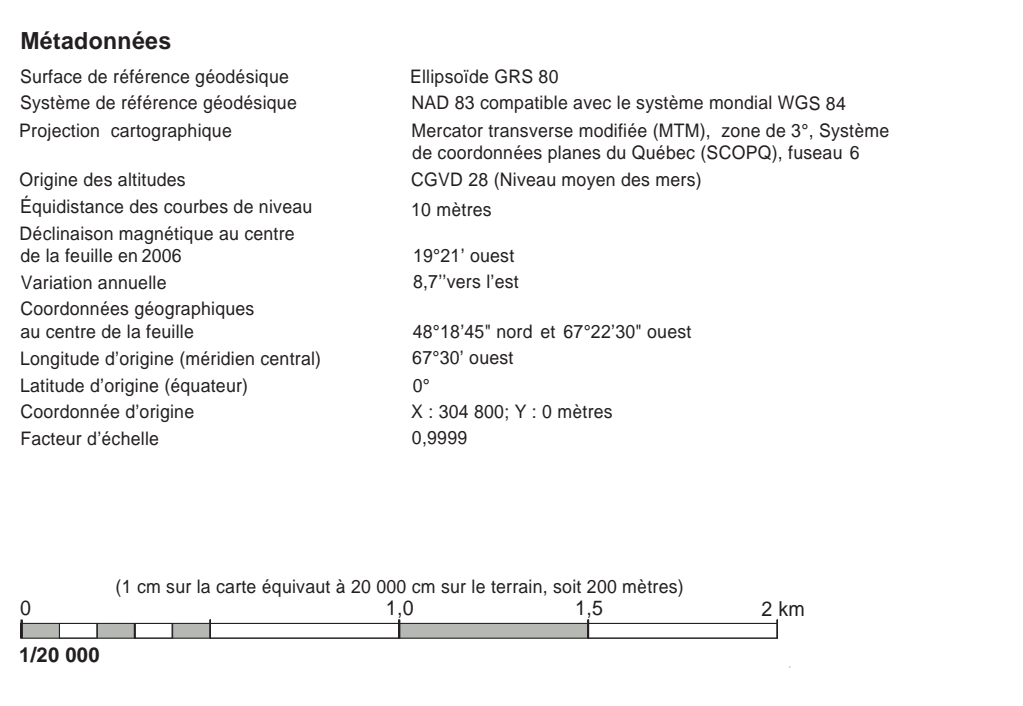 Métadonnées
Surface de référence géodésique Ellipsoïde GRS 80
Système de référence géodésique NAD 83 compatible avec le système mondial WGS 84
Projection cartographique Mercator transverse modifiée (MTM), zone de 3°, Système
de coordonnées planes du Québec (SCOPQ), fuseau 6
Origine des altitudes CGVD 28 (Niveau moyen des mers)
Équidistance des courbes de niveau 10 mètres
Déclinaison magnétique au centre
de la feuille en 2006 19°21' ouest
Variation annuelle 8,7''vers l'est
Coordonnées géographiques
au centre de la feuille 48°18'45" nord et 67°22'30" ouest
Longitude d'origine (méridien central) 67°30' ouest
Latitude d'origine (équateur) 0°
Coordonnée d'origine X : 304 800; Y : 0 mètres
Facteur d'échelle 0,9999
(1 cm sur la carte équivaut à 20 000 cm sur le terrain, soit 200 mètres)
0 1,0 1,5 2 km
1/20 000